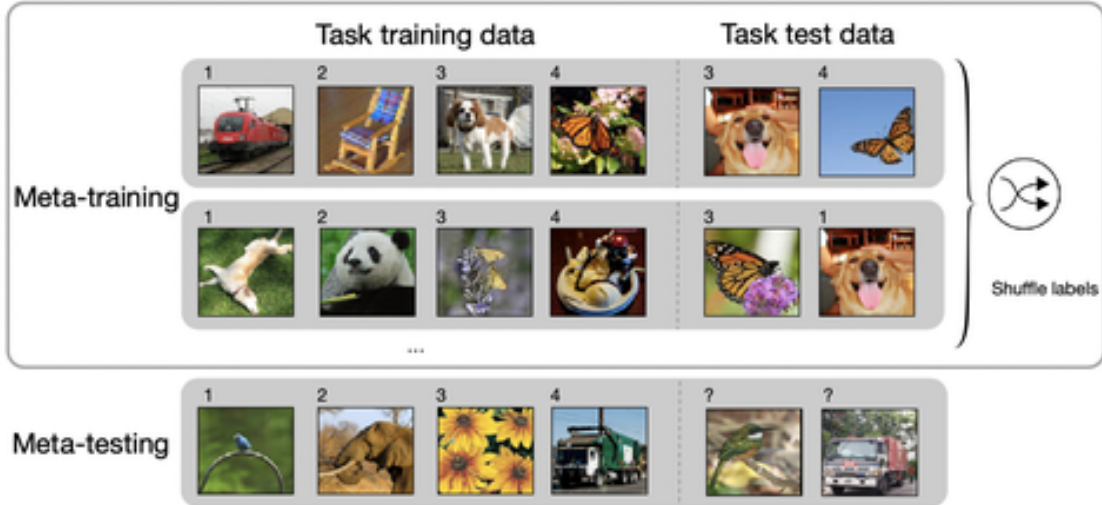 Task training data Task test data
1 2 3 4 3 4
Meta-training
1 2 3 4 3 1
Shuffle labels
...
1 2 3 4 ? ?
Meta-testing